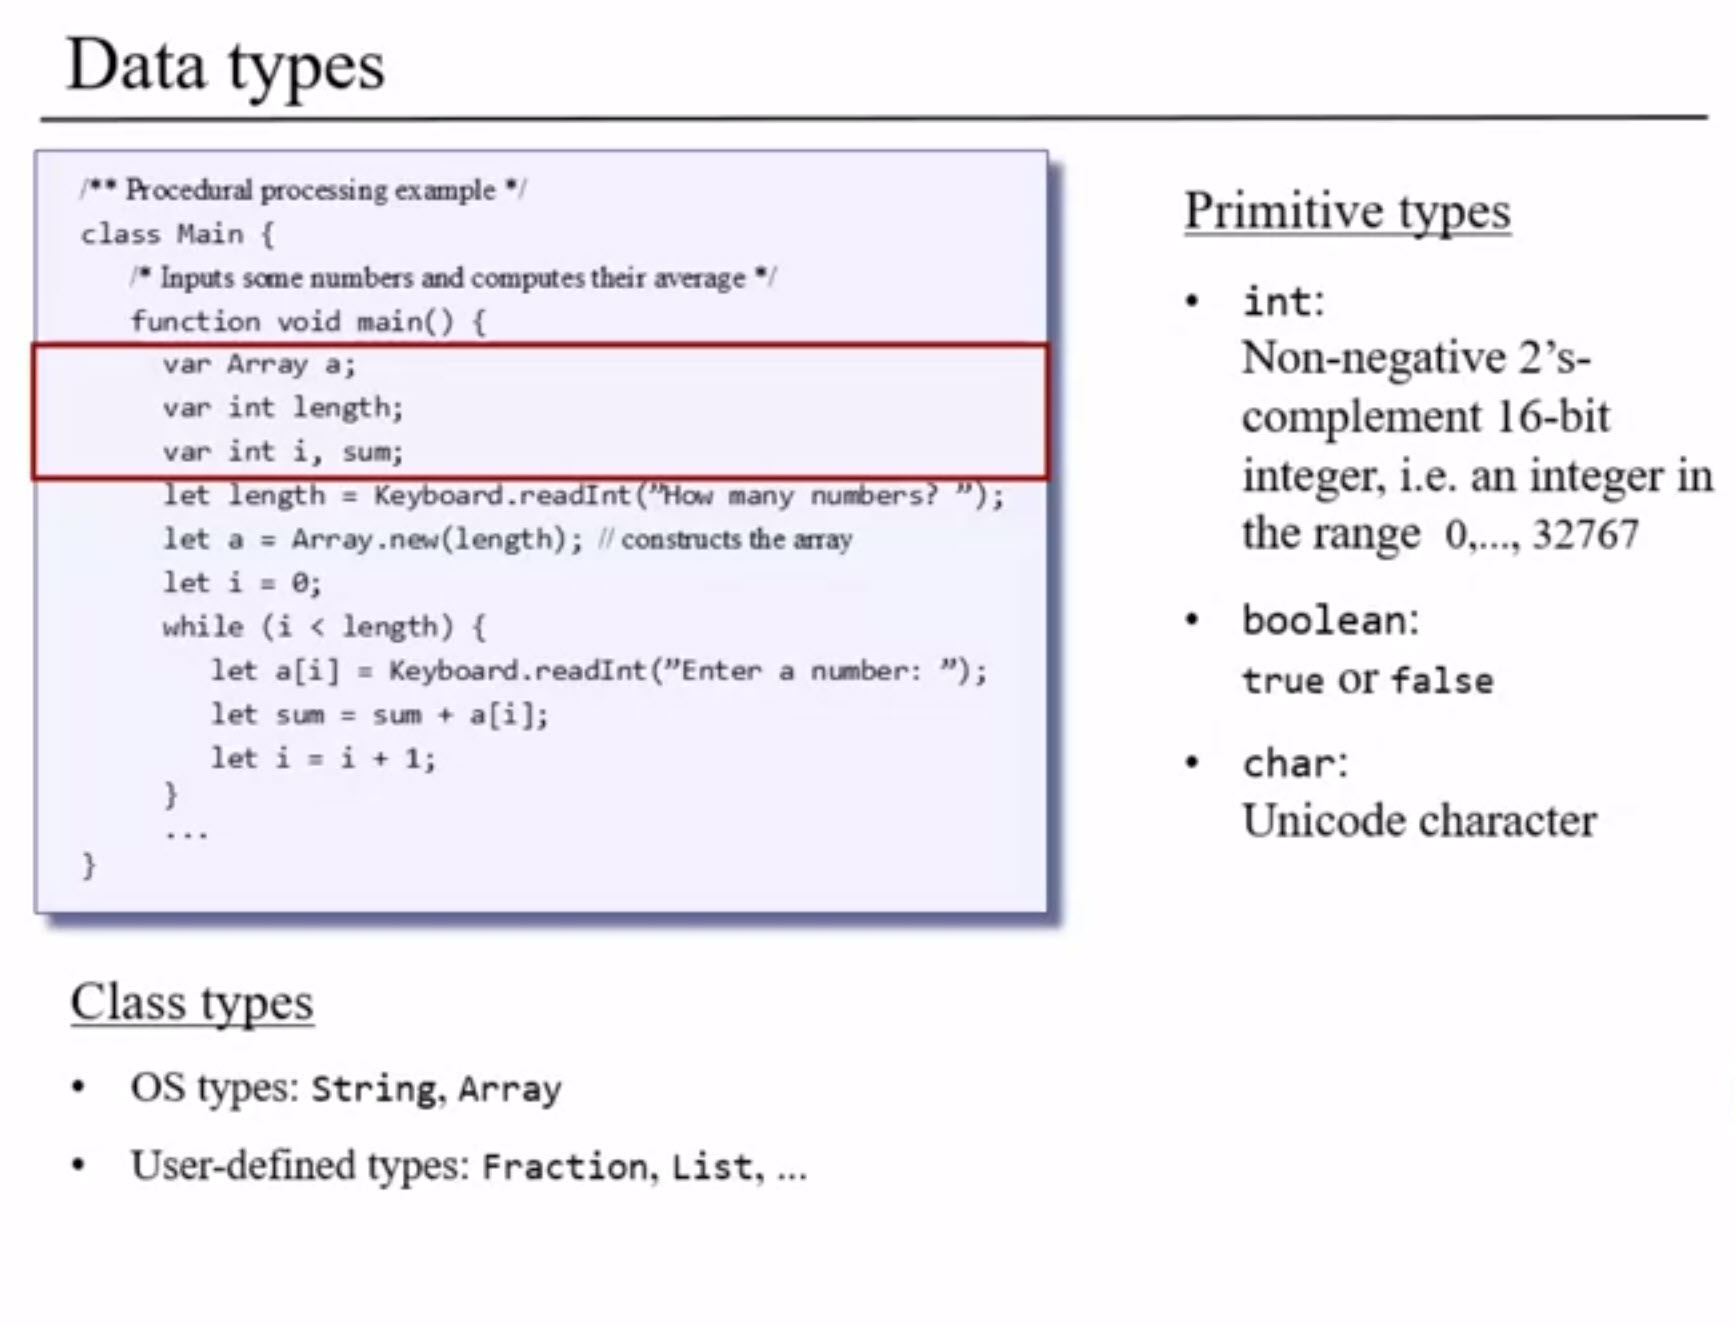 Data types
/** Procedural processing example */
class Main {
/* Inputs some numbers and computes their average */
function void main() {
var Array a;
var int length;
var int i, sum;
let length = Keyboard.readInt(”How many numbers? ”);
let a = Array.new(length); // constructs the array
let i = 0;
while (i < length) {
let a[i] = Keyboard.readInt(”Enter a number: ”);
let sum = sum + a[i];
let i = i + 1;
}
...
}
Primitive types
• int:
Non-negative 2’s-
complement 16-bit
integer, i.e. an integer in
the range 0,..., 32767
• boolean:
true or false
• char:
Unicode character
Class types
• OS types: String, Array
• User-defined types: Fraction, List, ...